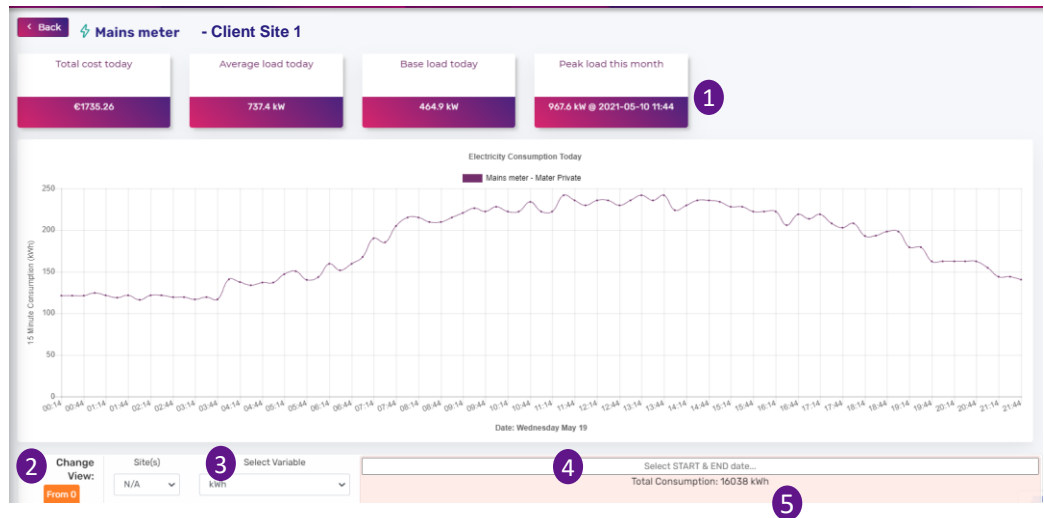 ‹ Back
Mains meter - Client Site 1
Total cost today
€1735.26
Average load today
737.4 kW
Base load today
464.9 kW
Peak load this month
967.6 kW @ 2021-05-10 11:44
1
Electricity Consumption Today
Mains meter - Mater Private
15 Minute Consumption (kWh)
250
200
150
100
50
0
00:14 00:44 01:14 01:44 02:14 02:44 03:14 03:44 04:14 04:44 05:14 05:44 06:14 06:44 07:14 07:44 08:14 08:44 09:14 09:44 10:14 10:44 11:14 11:44 12:14 12:44 13:14 13:44 14:14 14:44 15:14 15:44 16:14 16:44 17:14 17:44 18:14 18:44 19:14 19:44 20:14 20:44 21:14 21:44
Date: Wednesday May 19
2
Change
View:
From 0
Site(s)
N/A
3
Select Variable
kWh
4
Select START & END date...
Total Consumption: 16038 kWh
5